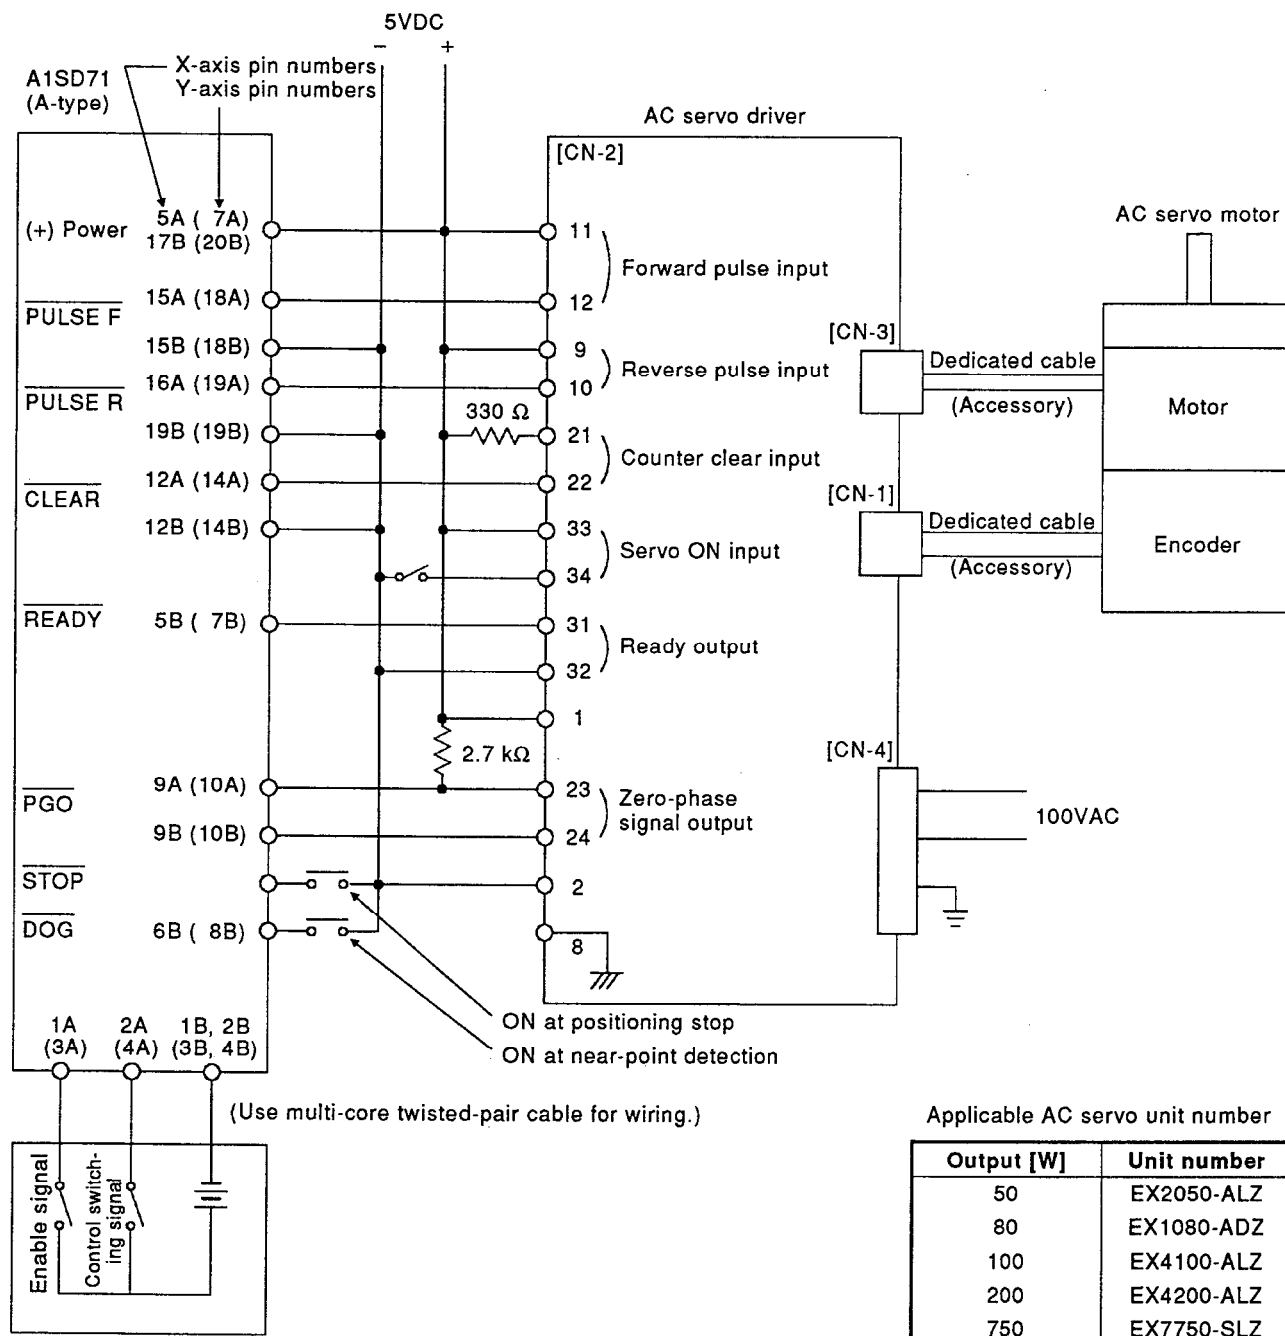 5VDC
− +
A1SD71
(A-type)
X-axis pin numbers
Y-axis pin numbers
AC servo driver
[CN-2]
(+) Power
5A ( 7A)
17B (20B)
11
Forward pulse input
PULSE F
15A (18A)
12
15B (18B)
9
Reverse pulse input
PULSE R
16A (19A)
10
330 Ω
19B (19B)
21
Counter clear input
CLEAR
12A (14A)
22
12B (14B)
33
Servo ON input
34
READY
5B ( 7B)
31
Ready output
32
1
2.7 kΩ
PGO
9A (10A)
23
Zero-phase
signal output
9B (10B)
24
STOP
2
DOG
6B ( 8B)
8
ON at positioning stop
ON at near-point detection
AC servo motor
[CN-3]
Dedicated cable
(Accessory)
Motor
[CN-1]
Dedicated cable
(Accessory)
Encoder
[CN-4]
100VAC
1A
(3A)
2A
(4A)
1B, 2B
(3B, 4B)
(Use multi-core twisted-pair cable for wiring.)
Enable signal
Control switch-
ing signal
Applicable AC servo unit number
Output [W] Unit number
50 EX2050-ALZ
80 EX1080-ADZ
100 EX4100-ALZ
200 EX4200-ALZ
750 EX7750-SLZ